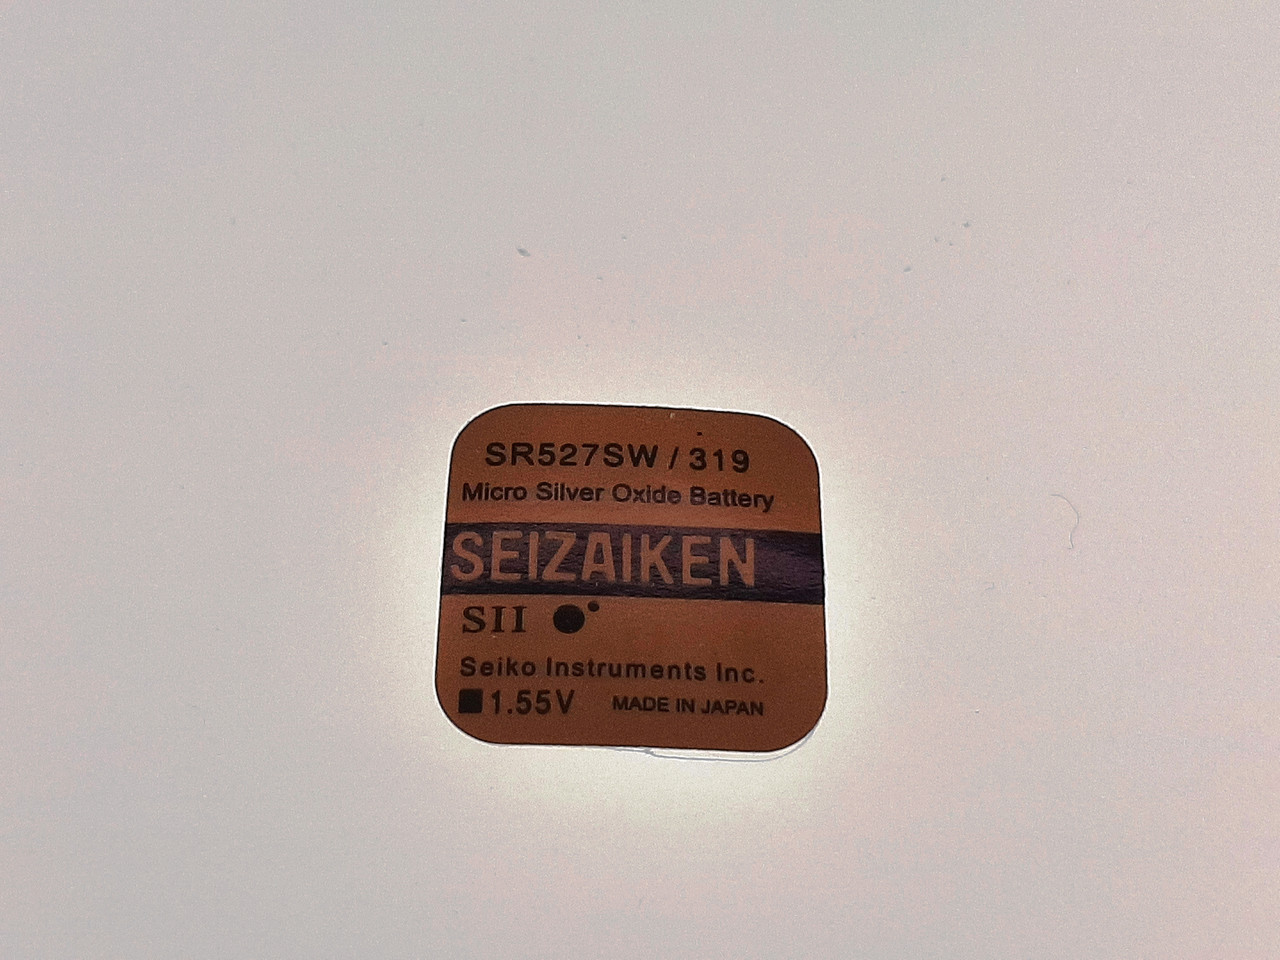 SR527SW / 319
Micro Silver Oxide Battery
SEIZAIKEN
SII
Seiko Instruments Inc.
1.55V MADE IN JAPAN